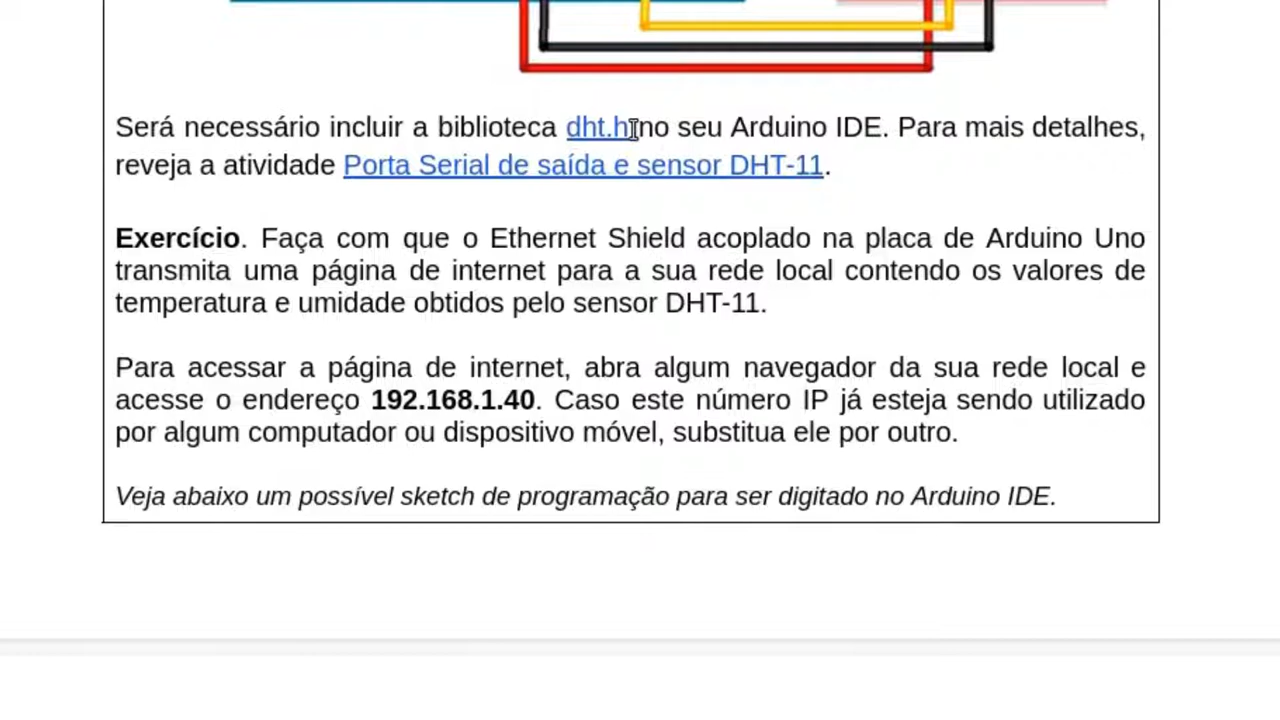 Será necessário incluir a biblioteca dht.h no seu Arduino IDE. Para mais detalhes,
reveja a atividade Porta Serial de saída e sensor DHT-11.
Exercício. Faça com que o Ethernet Shield acoplado na placa de Arduino Uno
transmita uma página de internet para a sua rede local contendo os valores de
temperatura e umidade obtidos pelo sensor DHT-11.
Para acessar a página de internet, abra algum navegador da sua rede local e
acesse o endereço 192.168.1.40. Caso este número IP já esteja sendo utilizado
por algum computador ou dispositivo móvel, substitua ele por outro.
Veja abaixo um possível sketch de programação para ser digitado no Arduino IDE.